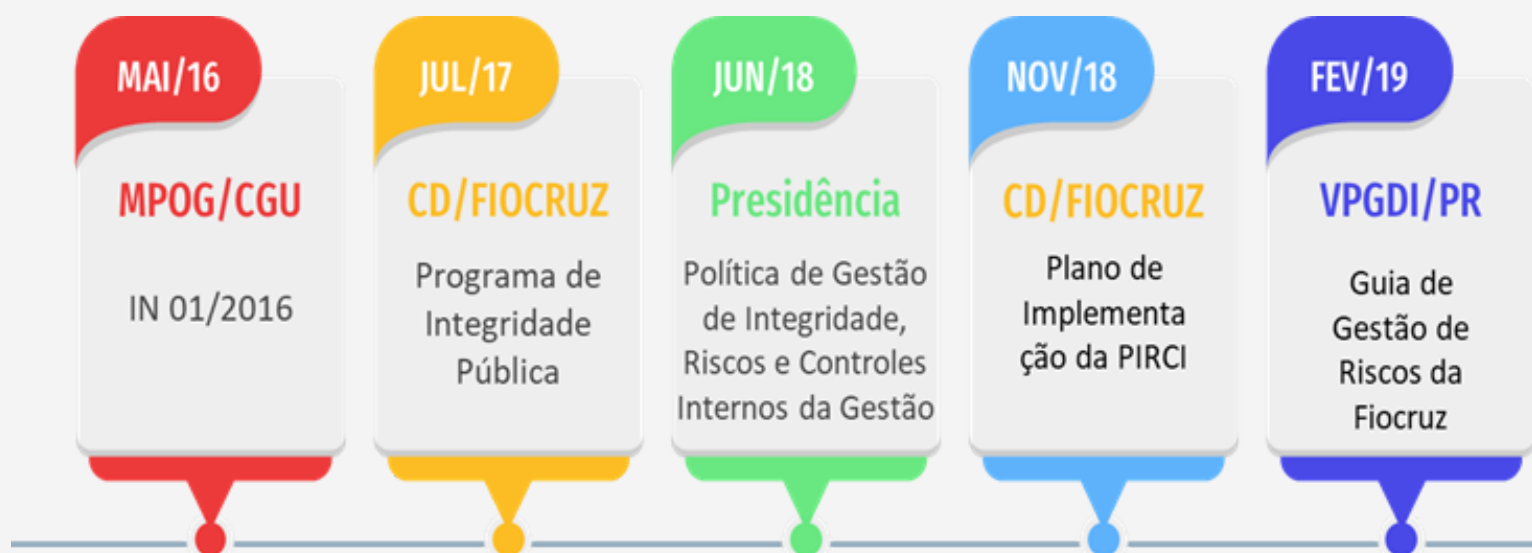 MAI/16
MPOG/CGU
IN 01/2016
JUL/17
CD/FIOCRUZ
Programa de
Integridade
Pública
JUN/18
Presidência
Política de Gestão
de Integridade,
Riscos e Controles
Internos da Gestão
NOV/18
CD/FIOCRUZ
Plano de
Implementa
ção da PIRCI
FEV/19
VPGDI/PR
Guia de
Gestão de
Riscos da
Fiocruz